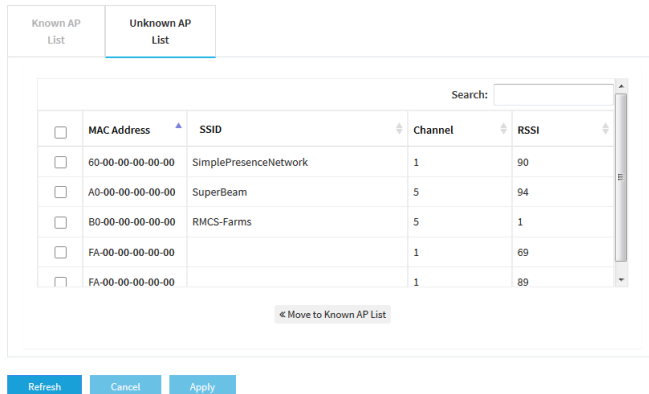 Known AP List
Unknown AP List
Search:
MAC Address SSID Channel RSSI
60-00-00-00-00-00 SimplePresenceNetwork 1 90
A0-00-00-00-00-00 SuperBeam 5 94
B0-00-00-00-00-00 RMCS-Farms 5 1
FA-00-00-00-00-00 1 69
FA-00-00-00-00-00 1 89
« Move to Known AP List
Refresh Cancel Apply